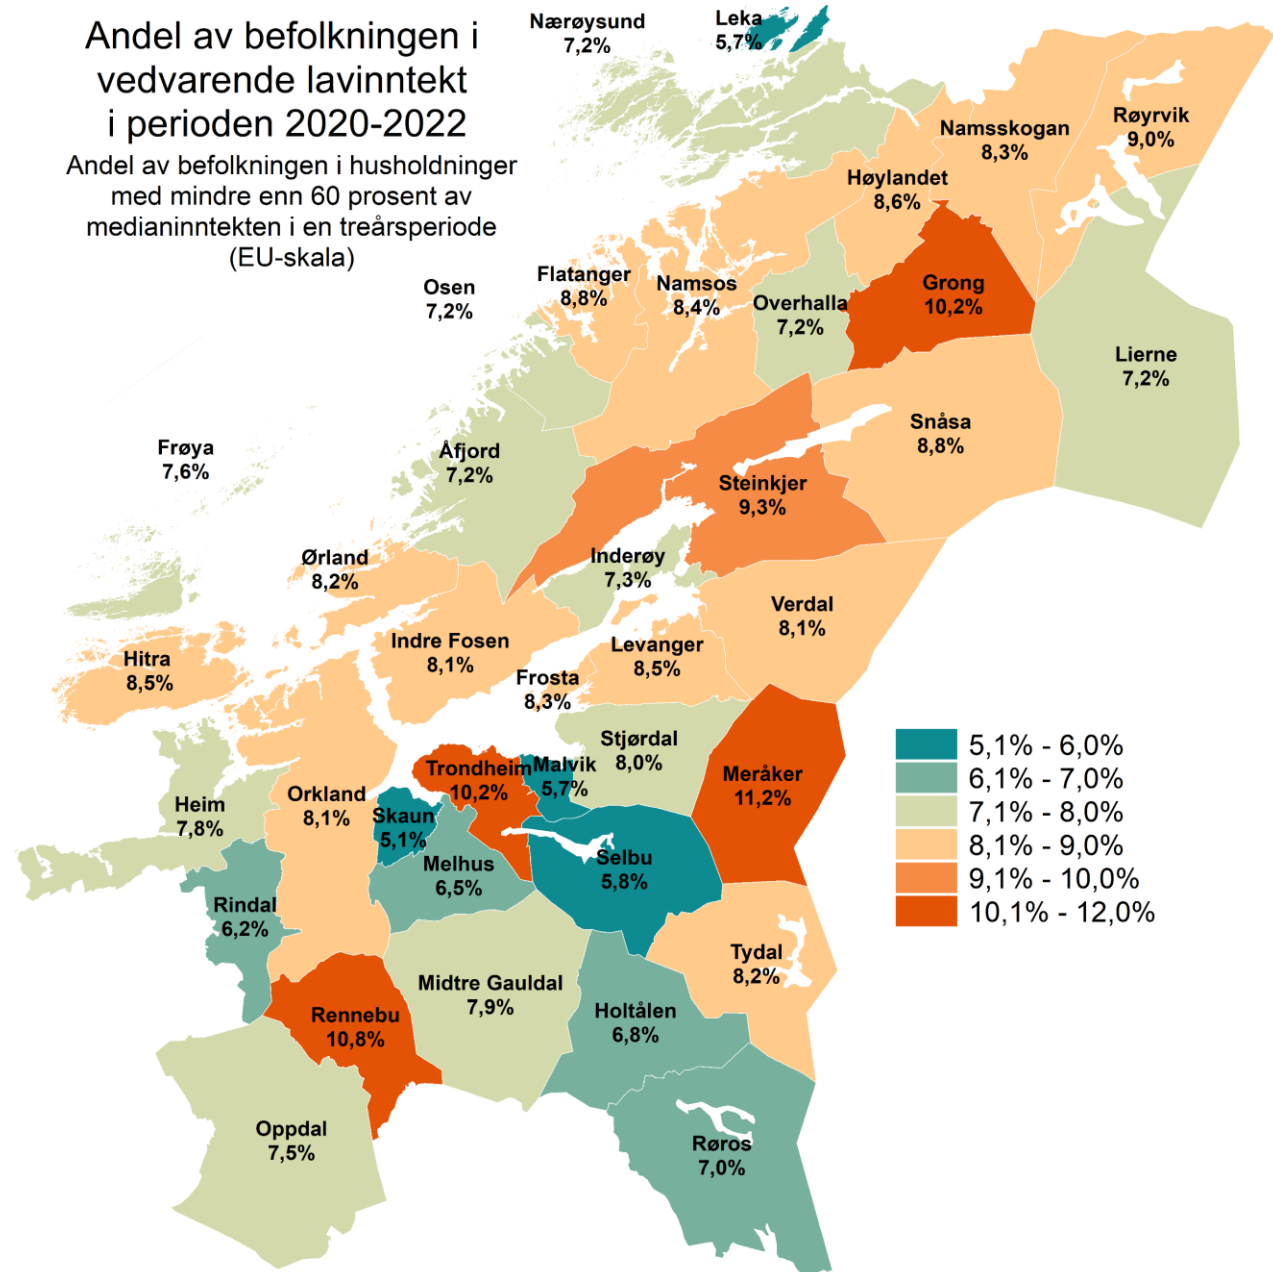 Andel av befolkningen i
vedvarende lavinntekt
i perioden 2020-2022
Andel av befolkningen i husholdninger
med mindre enn 60 prosent av
medianinntekten i en treårsperiode
(EU-skala)
Nærøysund
7,2%
Leka
5,7%
Namsskogan
8,3%
Røyrvik
9,0%
Høylandet
8,6%
Osen
7,2%
Flatanger
8,8%
Namsos
8,4%
Overhalla
7,2%
Grong
10,2%
Lierne
7,2%
Frøya
7,6%
Åfjord
7,2%
Steinkjer
9,3%
Snåsa
8,8%
Ørland
8,2%
Inderøy
7,3%
Verdal
8,1%
Hitra
8,5%
Indre Fosen
8,1%
Levanger
8,5%
Frosta
8,3%
Stjørdal
8,0%
Trondheim
10,2%
Malvik
5,7%
Meråker
11,2%
Heim
7,8%
Orkland
8,1%
Skaun
5,1%
Melhus
6,5%
Selbu
5,8%
Rindal
6,2%
Tydal
8,2%
Midtre Gauldal
7,9%
Rennebu
10,8%
Holtålen
6,8%
Oppdal
7,5%
Røros
7,0%
5,1% - 6,0%
6,1% - 7,0%
7,1% - 8,0%
8,1% - 9,0%
9,1% - 10,0%
10,1% - 12,0%